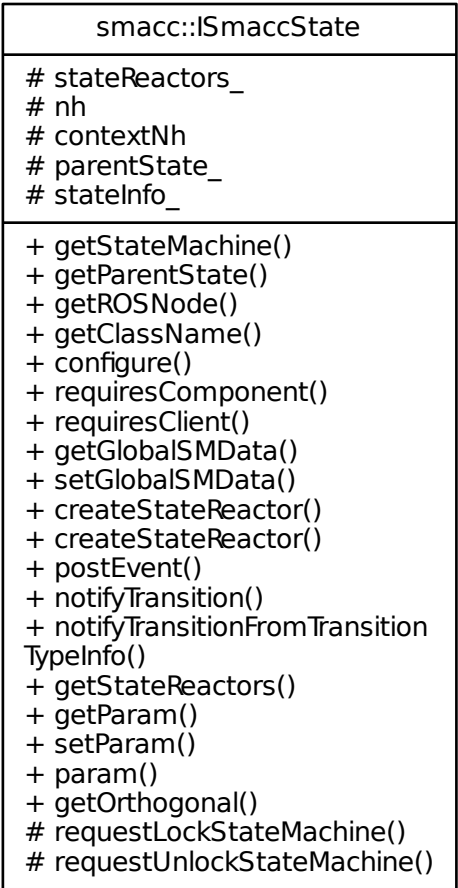 smacc::ISmaccState
# stateReactors_
# nh
# contextNh
# parentState_
# stateInfo_
+ getStateMachine()
+ getParentState()
+ getROSNode()
+ getClassName()
+ configure()
+ requiresComponent()
+ requiresClient()
+ getGlobalSMData()
+ setGlobalSMData()
+ createStateReactor()
+ createStateReactor()
+ postEvent()
+ notifyTransition()
+ notifyTransitionFromTransition
TypeInfo()
+ getStateReactors()
+ getParam()
+ setParam()
+ param()
+ getOrthogonal()
# requestLockStateMachine()
# requestUnlockStateMachine()